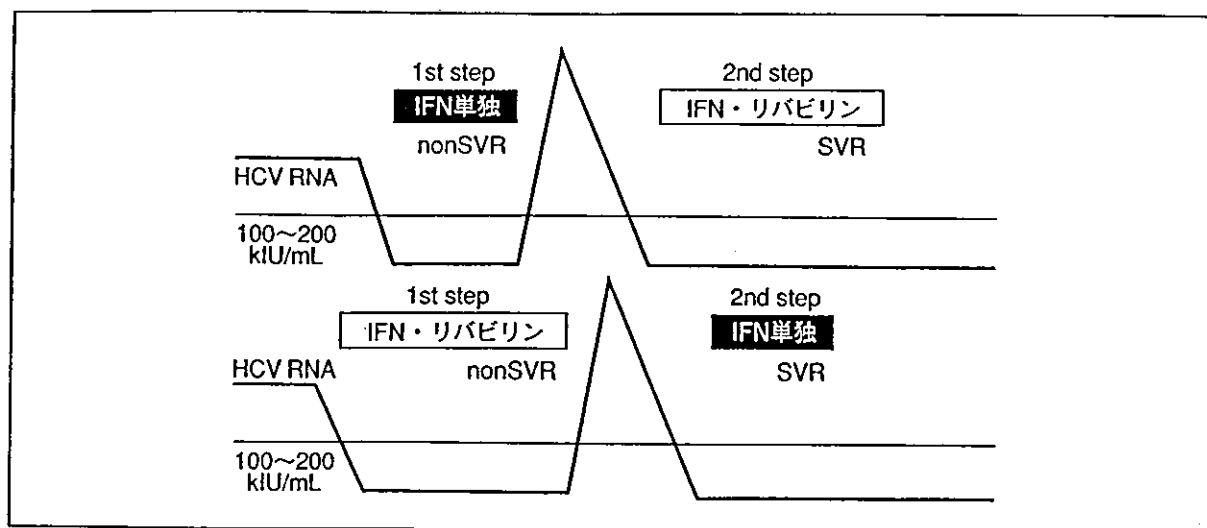 1st step
IFN単独
nonSVR
2nd step
IFN・リバビリン
SVR
HCV RNA
100～200
kIU/mL
1st step
IFN・リバビリン
nonSVR
2nd step
IFN単独
SVR
HCV RNA
100～200
kIU/mL